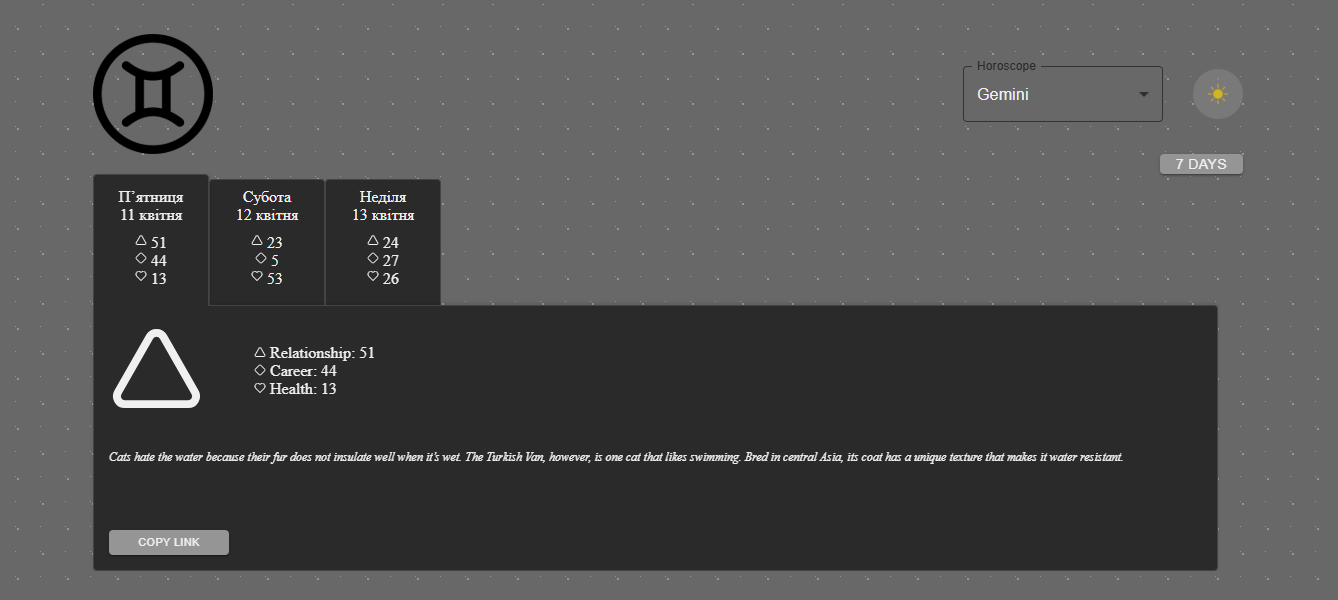 Horoscope
Gemini
7 DAYS
П’ятниця
11 квітня
51
44
13
Субота
12 квітня
23
5
53
Неділя
13 квітня
24
27
26
Relationship: 51
Career: 44
Health: 13
Cats hate the water because their fur does not insulate well when it’s wet. The Turkish Van, however, is one cat that likes swimming. Bred in central Asia, its coat has a unique texture that makes it water resistant.
COPY LINK